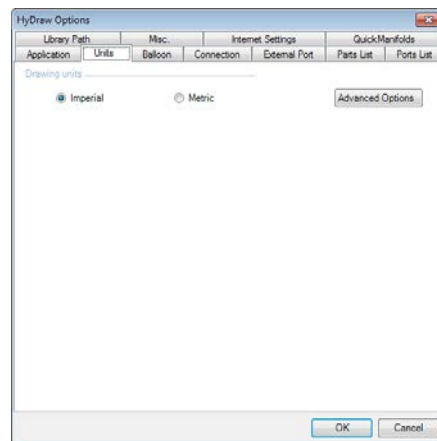 HyDraw Options
Library Path Misc. Internet Settings QuickManifolds
Application Units Balloon Connection External Port Parts List Ports List
Drawing units
Imperial Metric Advanced Options
OK Cancel